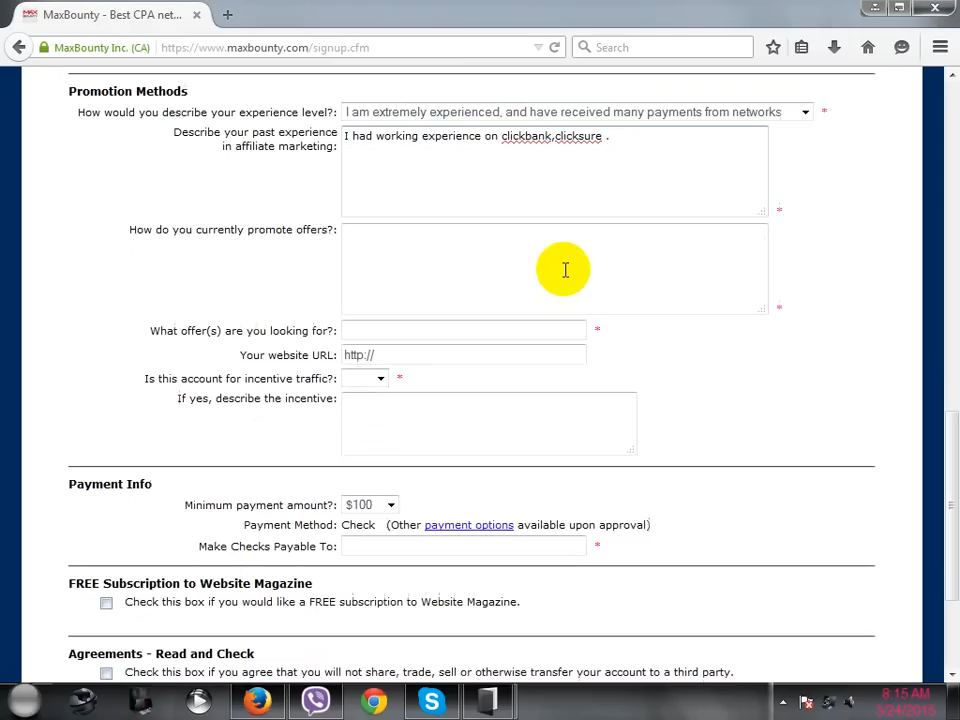 MaxBounty - Best CPA net...
MaxBounty Inc. (CA)
https://www.maxbounty.com/signup.cfm
Search
Promotion Methods
How would you describe your experience level?: I am extremely experienced, and have received many payments from networks *
Describe your past experience in affiliate marketing:
I had working experience on clickbank,clicksure .
*
How do you currently promote offers?:
*
What offer(s) are you looking for?: *
Your website URL: http://
Is this account for incentive traffic?: *
If yes, describe the incentive:
Payment Info
Minimum payment amount?: $100
Payment Method: Check (Other payment options available upon approval)
Make Checks Payable To: *
FREE Subscription to Website Magazine
Check this box if you would like a FREE subscription to Website Magazine.
Agreements - Read and Check
Check this box if you agree that you will not share, trade, sell or otherwise transfer your account to a third party.
8:15 AM
3/24/2015